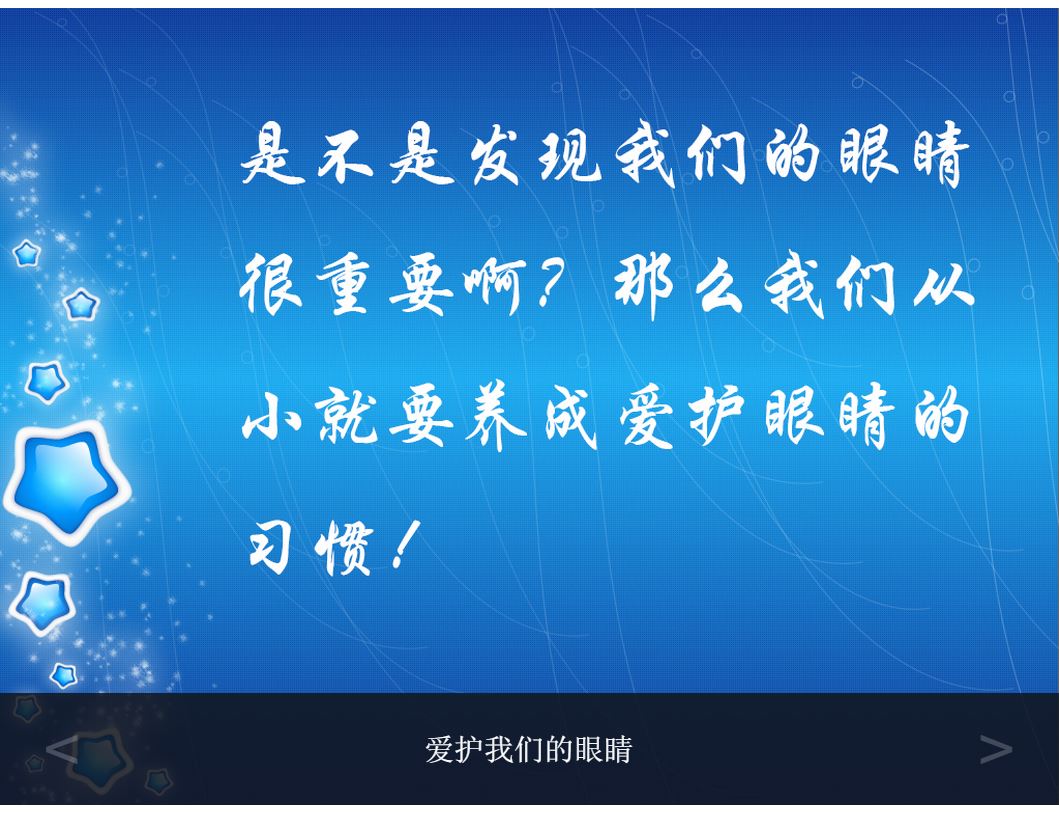 是不是发现我们的眼睛
很重要啊？那么我们从
小就要养成爱护眼睛的
习惯！
爱护我们的眼睛